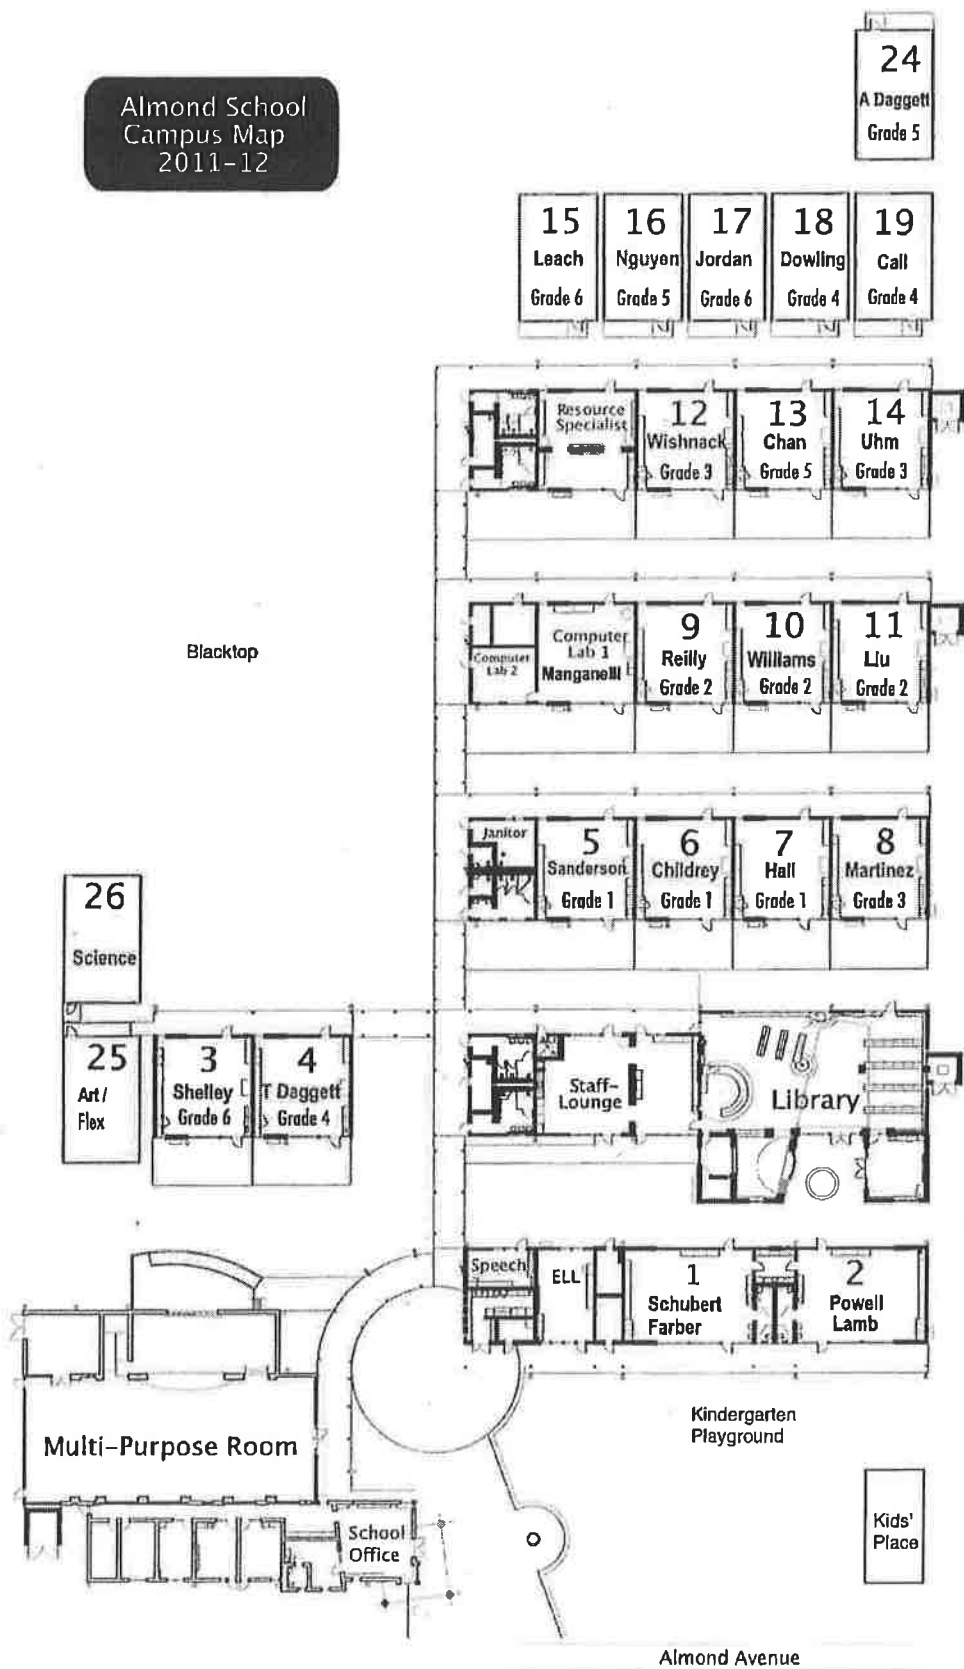 24
A Daggett
Grade 5
Almond School
Campus Map
2011-12
15
Leach
Grade 6
16
Nguyen
Grade 5
17
Jordan
Grade 6
18
Dowling
Grade 4
19
Call
Grade 4
Resource
Specialist
12
Wishnack
Grade 3
13
Chan
Grade 5
14
Uhm
Grade 3
Blacktop
Computer
Lab 2
Computer
Lab 1
Manganelli
9
Reilly
Grade 2
10
Williams
Grade 2
11
Liu
Grade 2
Janitor
5
Sanderson
Grade 1
6
Childrey
Grade 1
7
Hall
Grade 1
8
Martinez
Grade 3
26
Science
25
Art /
Flex
3
Shelley
Grade 6
4
T Daggett
Grade 4
Staff-
Lounge
Library
Speech
ELL
1
Schubert
Farber
2
Powell
Lamb
Multi-Purpose Room
Kindergarten
Playground
School
Office
Kids'
Place
Almond Avenue